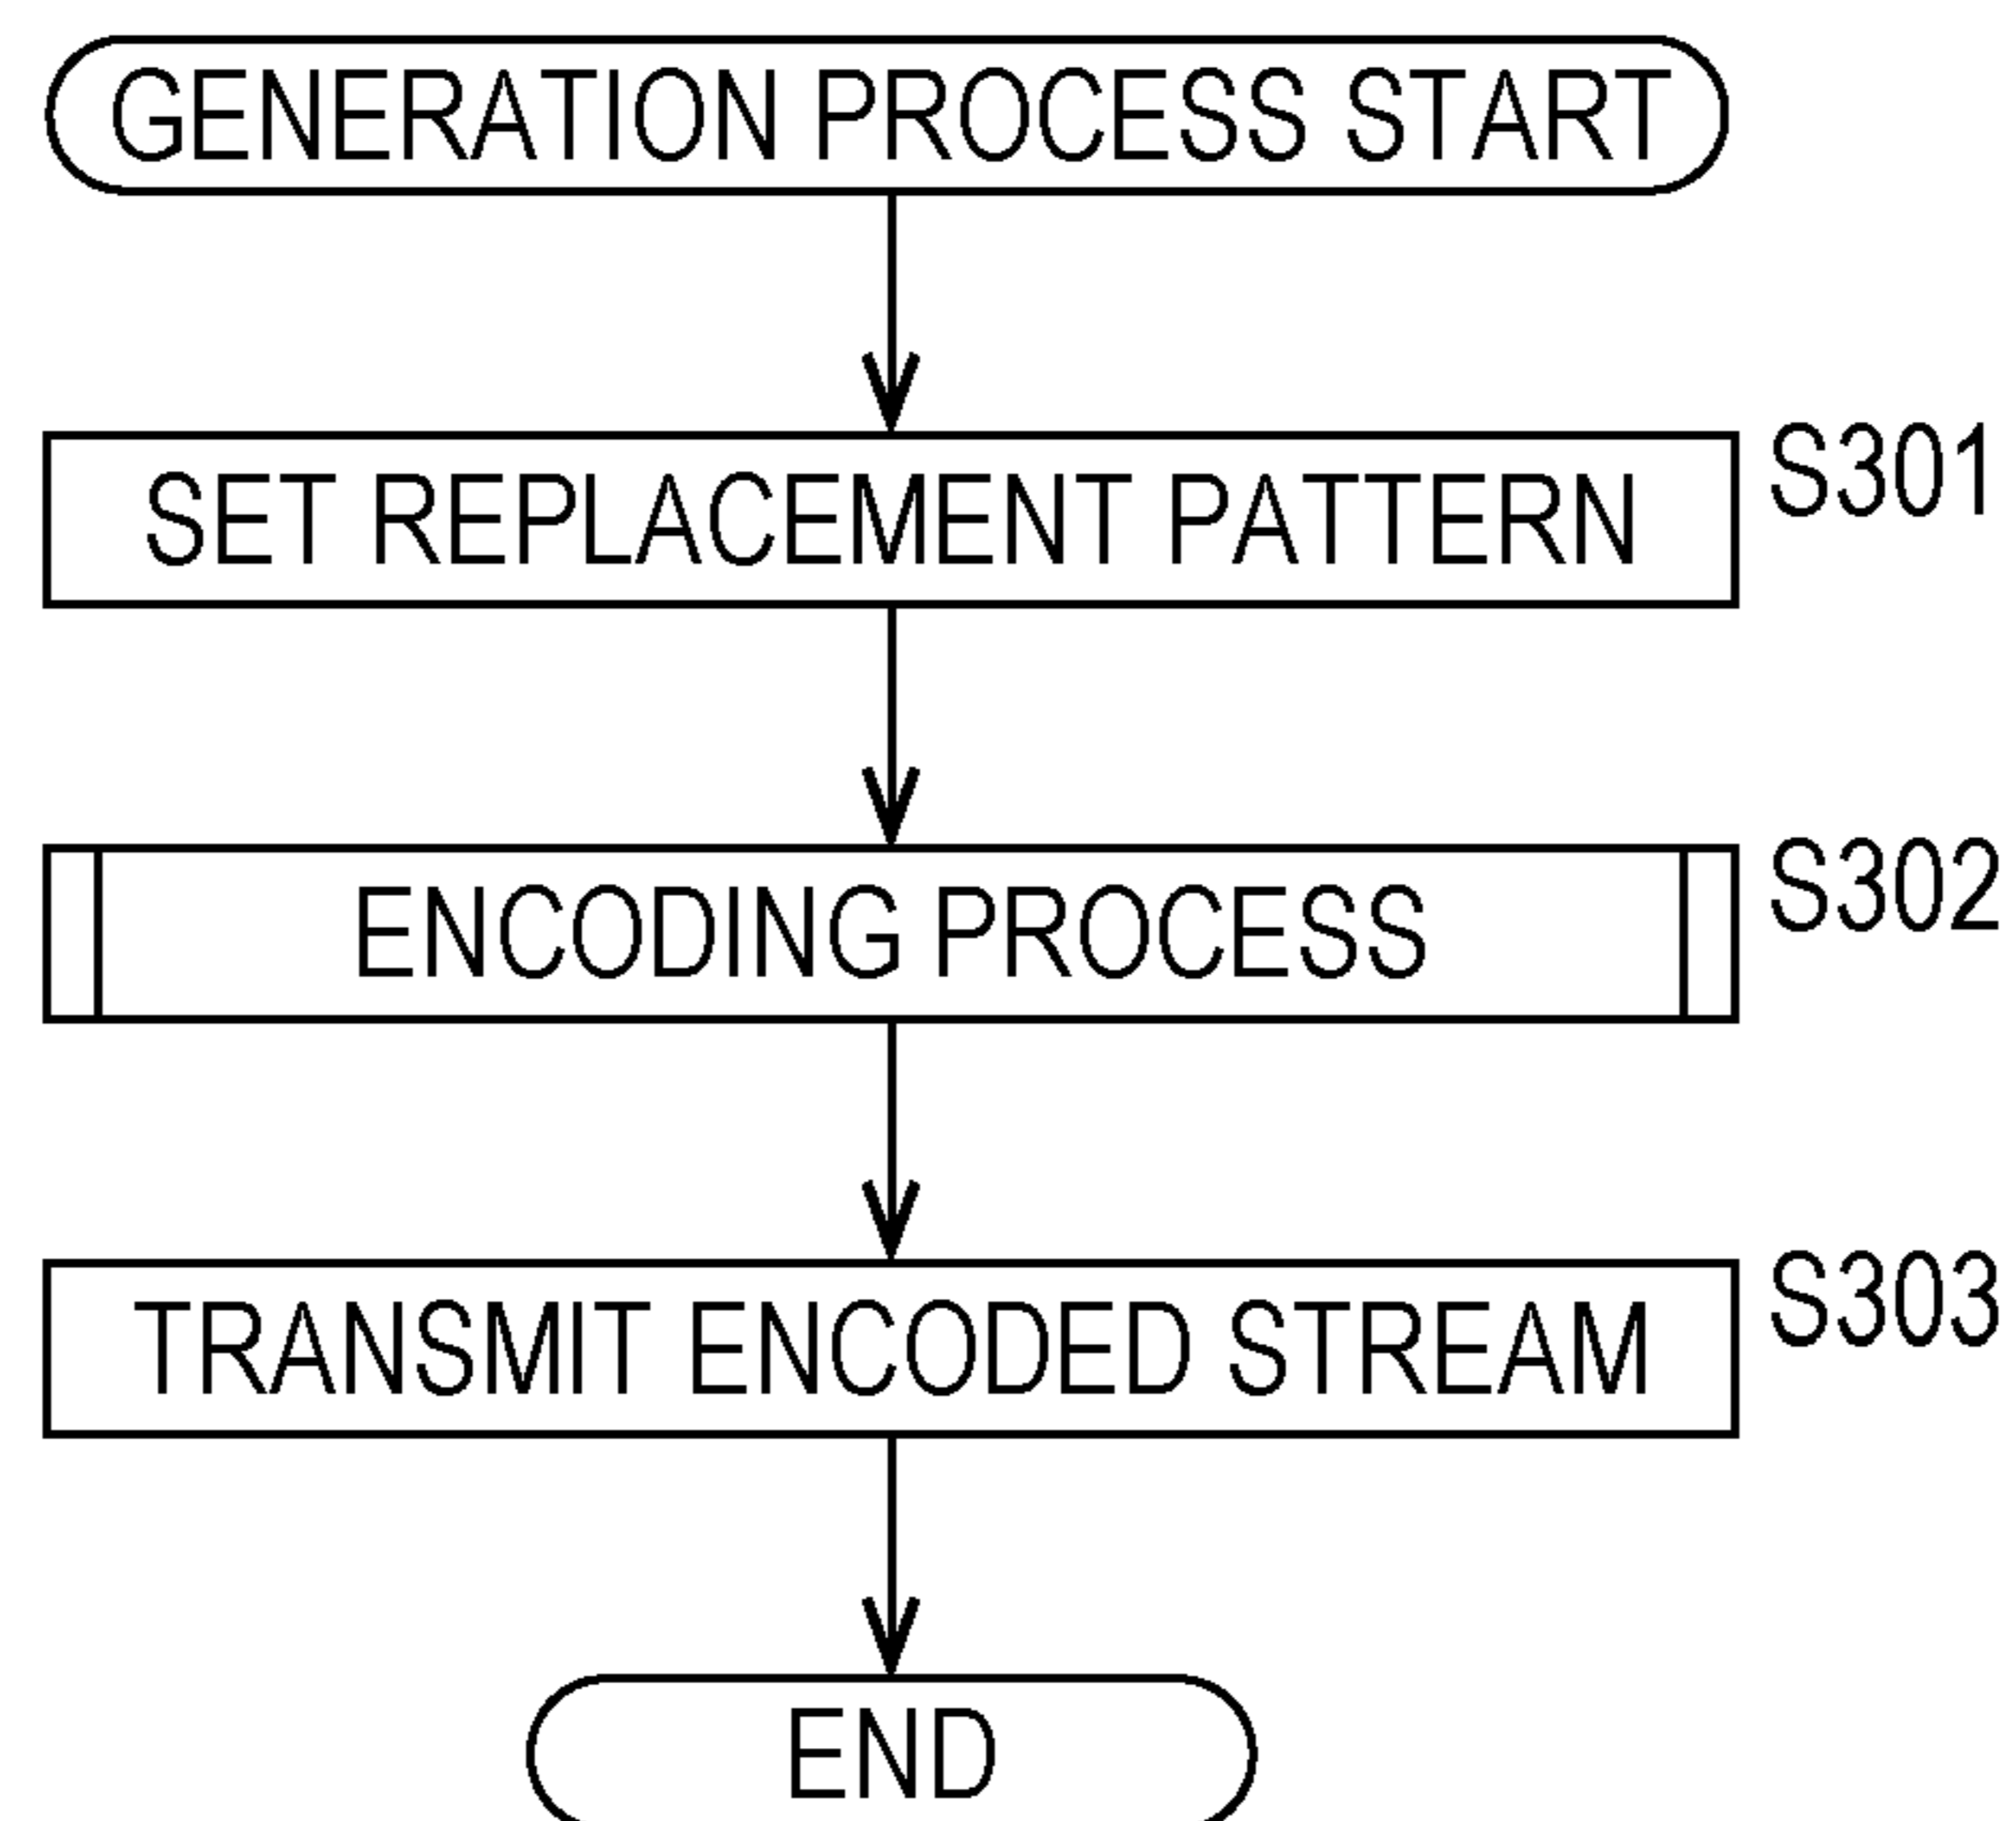 GENERATION PROCESS START
SET REPLACEMENT PATTERN S301
ENCODING PROCESS S302
TRANSMIT ENCODED STREAM S303
END